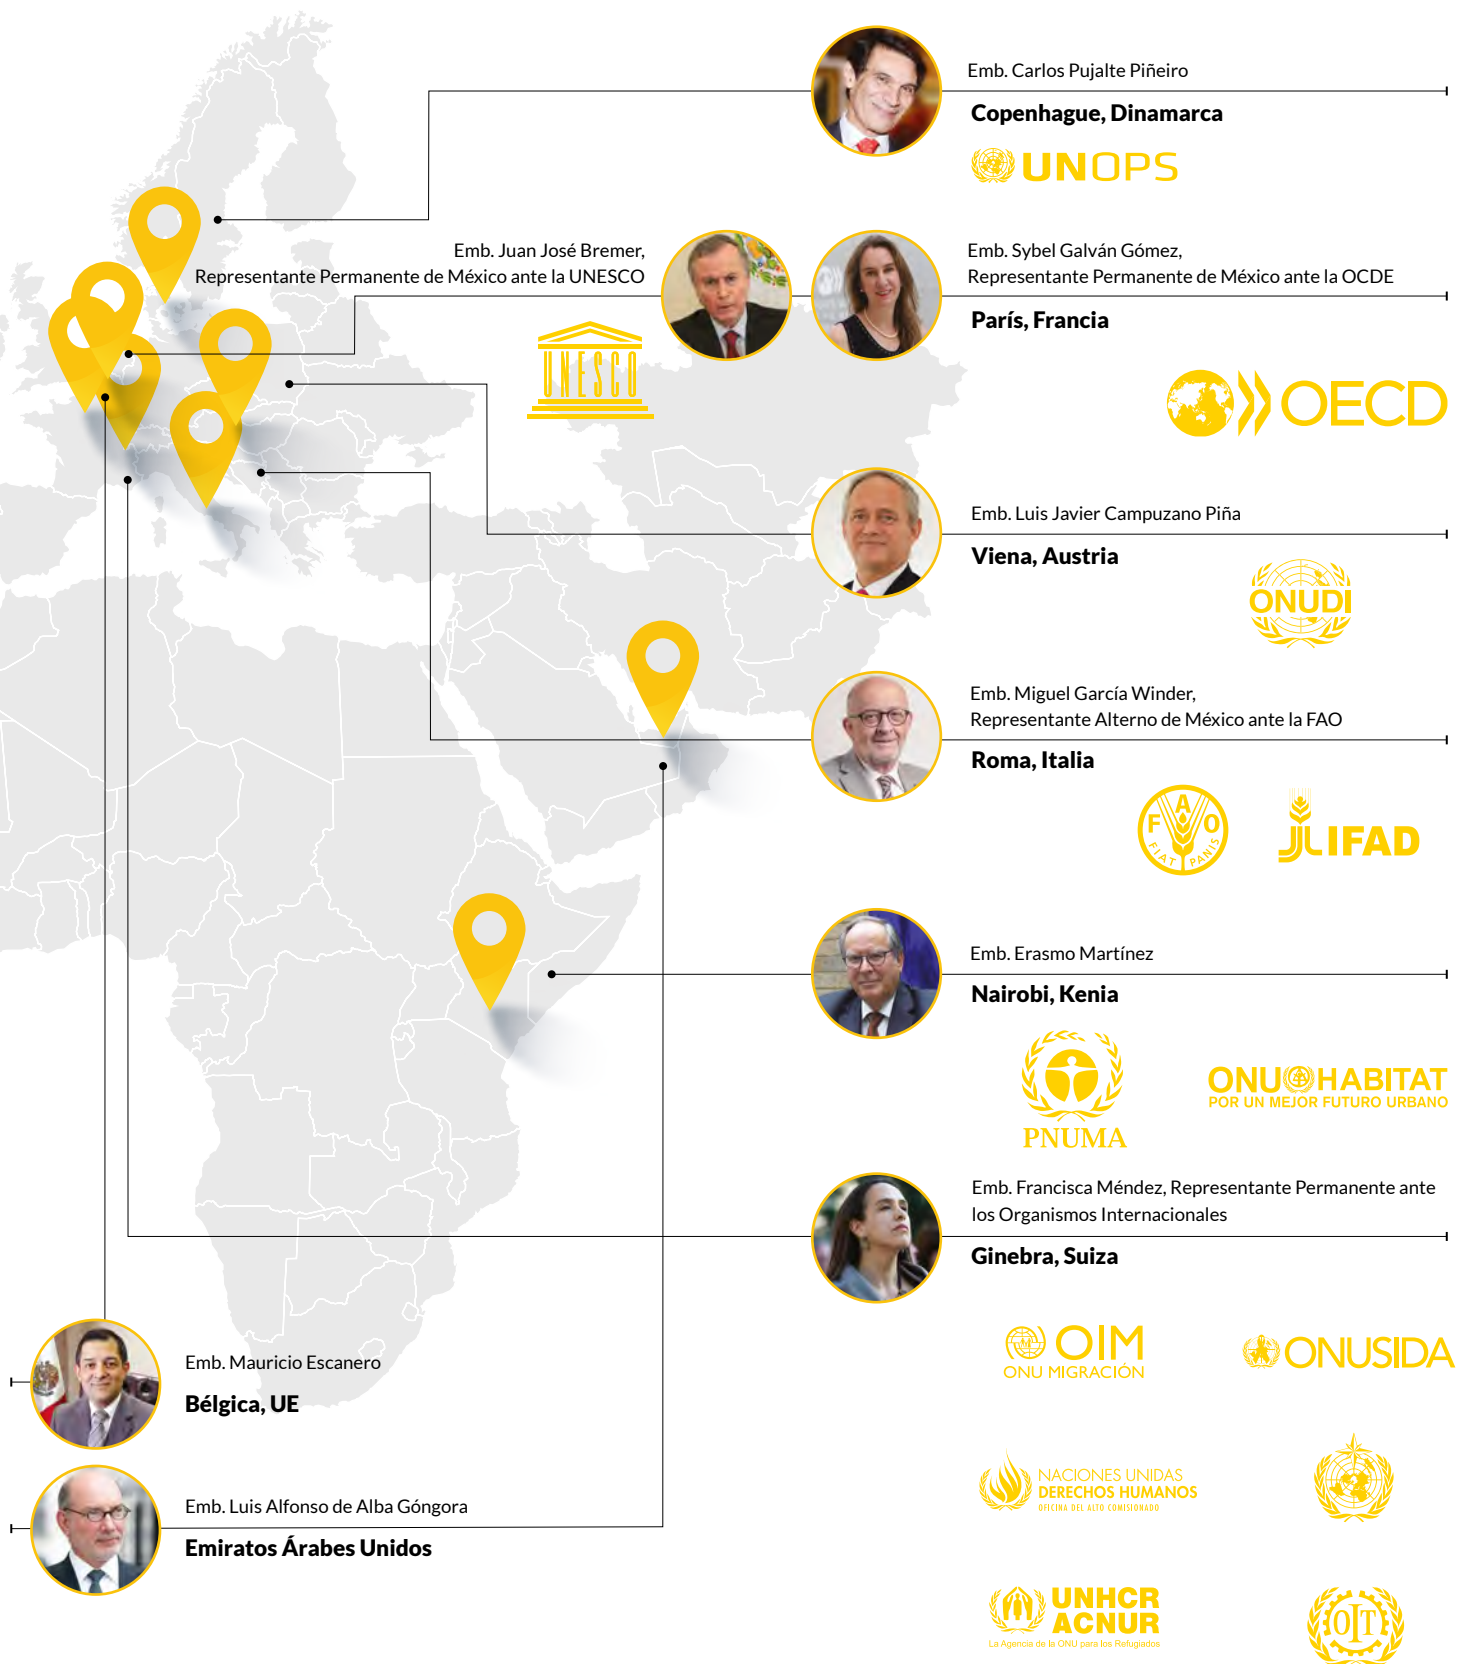 Emb. Carlos Pujalte Piñeiro
Copenhague, Dinamarca
UNOPS
Emb. Juan José Bremer,
Representante Permanente de México ante la UNESCO
UNESCO
Emb. Sybel Galván Gómez,
Representante Permanente de México ante la OCDE
París, Francia
OECD
Emb. Luis Javier Campuzano Piña
Viena, Austria
ONUDI
Emb. Miguel García Winder,
Representante Alterno de México ante la FAO
Roma, Italia
F A O
FIAT PANIS
IFAD
Emb. Erasmo Martínez
Nairobi, Kenia
PNUMA
ONU HABITAT
POR UN MEJOR FUTURO URBANO
Emb. Francisca Méndez, Representante Permanente ante
los Organismos Internacionales
Ginebra, Suiza
OIM
ONU MIGRACIÓN
ONUSIDA
NACIONES UNIDAS
DERECHOS HUMANOS
OFICINA DEL ALTO COMISIONADO
UNHCR
ACNUR
La Agencia de la ONU para los Refugiados
OIT
Emb. Mauricio Escanero
Bélgica, UE
Emb. Luis Alfonso de Alba Góngora
Emiratos Árabes Unidos